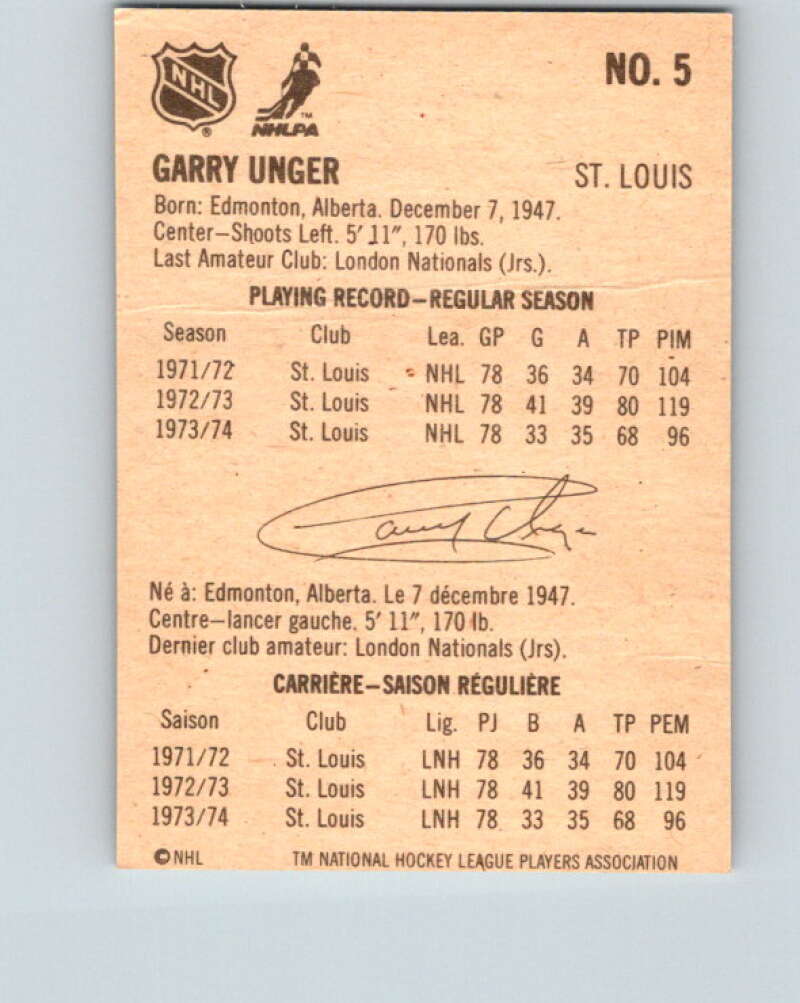 NHL ®
NHLPA TM
NO. 5
GARRY UNGER
ST. LOUIS
Born: Edmonton, Alberta. December 7, 1947.
Center—Shoots Left. 5′ 11″, 170 lbs.
Last Amateur Club: London Nationals (Jrs.).
PLAYING RECORD—REGULAR SEASON
Season Club Lea. GP G A TP PIM
1971/72 St. Louis NHL 78 36 34 70 104
1972/73 St. Louis NHL 78 41 39 80 119
1973/74 St. Louis NHL 78 33 35 68 96
Garry Unger
Né à: Edmonton, Alberta. Le 7 décembre 1947.
Centre—lancer gauche. 5′ 11″, 170 lb.
Dernier club amateur: London Nationals (Jrs).
CARRIÈRE—SAISON RÉGULIÈRE
Saison Club Lig. PJ B A TP PEM
1971/72 St. Louis LNH 78 36 34 70 104
1972/73 St. Louis LNH 78 41 39 80 119
1973/74 St. Louis LNH 78 33 35 68 96
© NHL TM NATIONAL HOCKEY LEAGUE PLAYERS ASSOCIATION